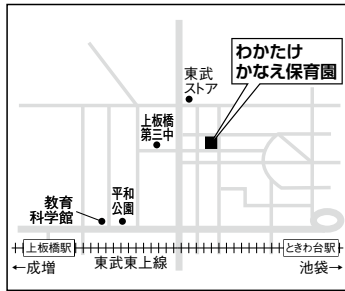 わかたけ
かなえ保育園
東武
ストア
上板橋
第三中
教育
科学館
平和
公園
上板橋駅
ときわ台駅
←成増
東武東上線
池袋→